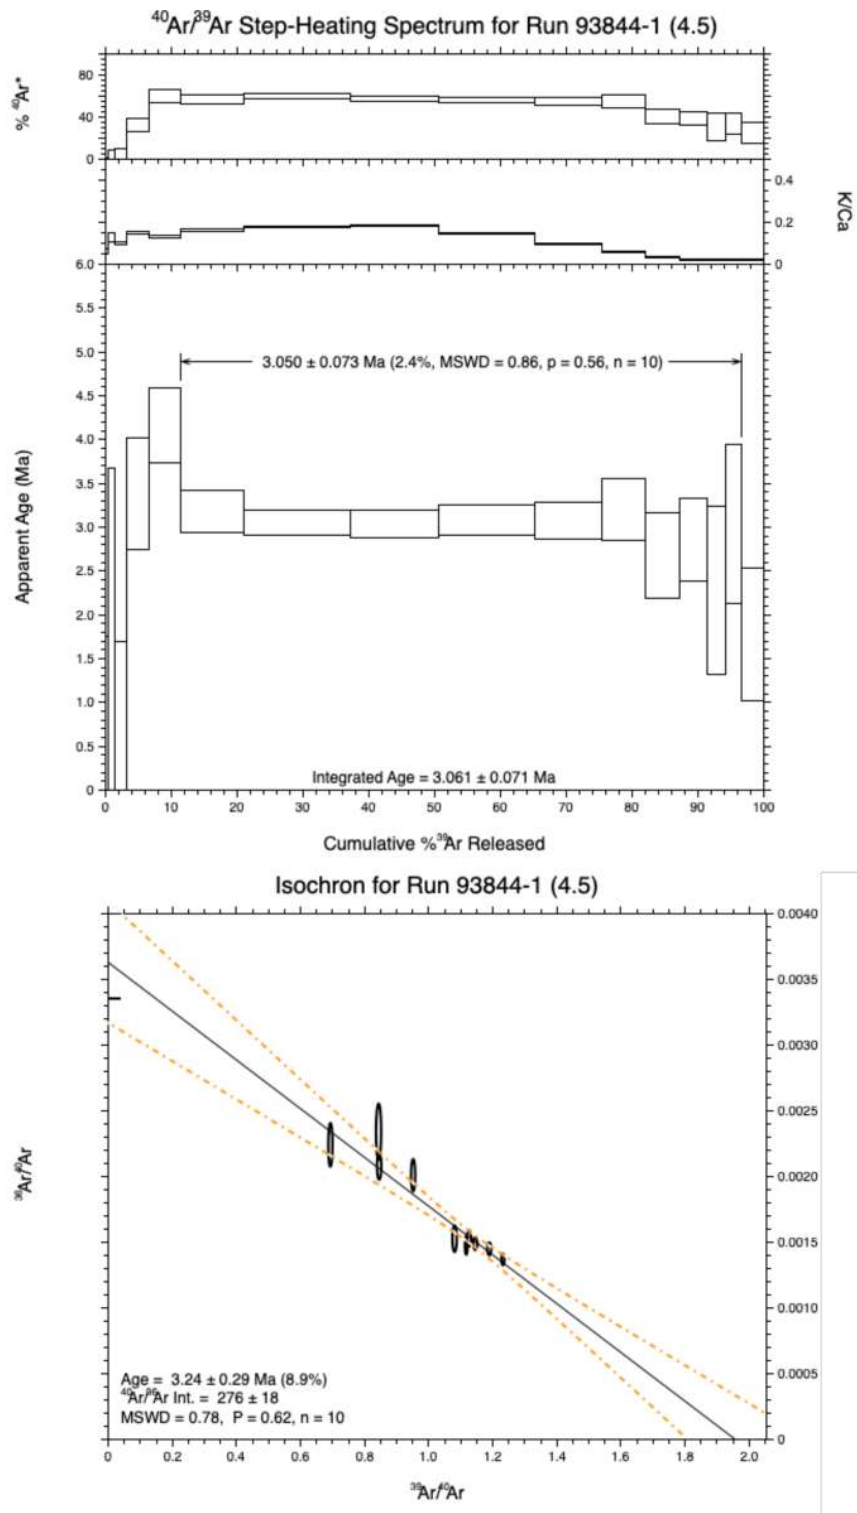 40Ar/39Ar Step-Heating Spectrum for Run 93844-1 (4.5)
% 40Ar*
80
40
0
0.4
0.2
0
K/Ca
6.0
5.5
5.0
4.5
4.0
3.5
3.0
2.5
2.0
1.5
1.0
0.5
0
Apparent Age (Ma)
3.050 ± 0.073 Ma (2.4%, MSWD = 0.86, p = 0.56, n = 10)
Integrated Age = 3.061 ± 0.071 Ma
0 10 20 30 40 50 60 70 80 90 100
Cumulative %39Ar Released
Isochron for Run 93844-1 (4.5)
0.0040
0.0035
0.0030
0.0025
0.0020
0.0015
0.0010
0.0005
0
36Ar/40Ar
Age = 3.24 ± 0.29 Ma (8.9%)
40Ar/36Ar Int. = 276 ± 18
MSWD = 0.78, P = 0.62, n = 10
0 0.2 0.4 0.6 0.8 1.0 1.2 1.4 1.6 1.8 2.0
39Ar/40Ar